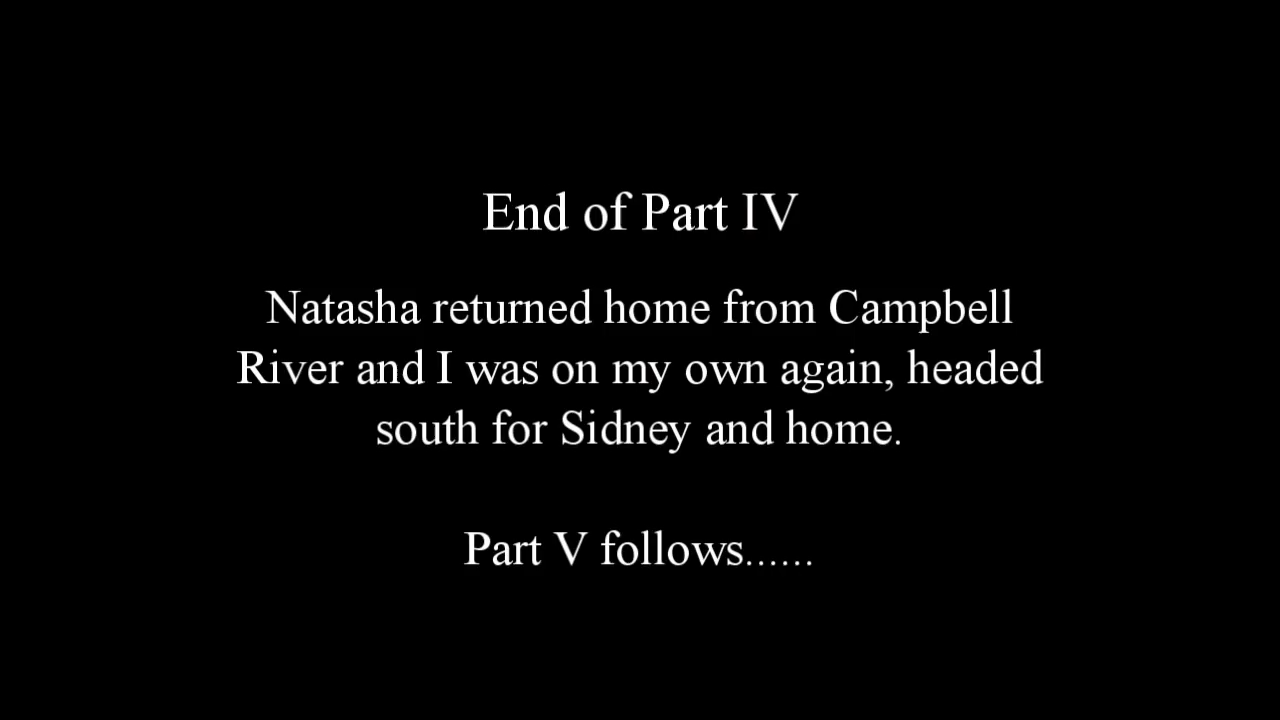 End of Part IV
Natasha returned home from Campbell
River and I was on my own again, headed
south for Sidney and home.
Part V follows......